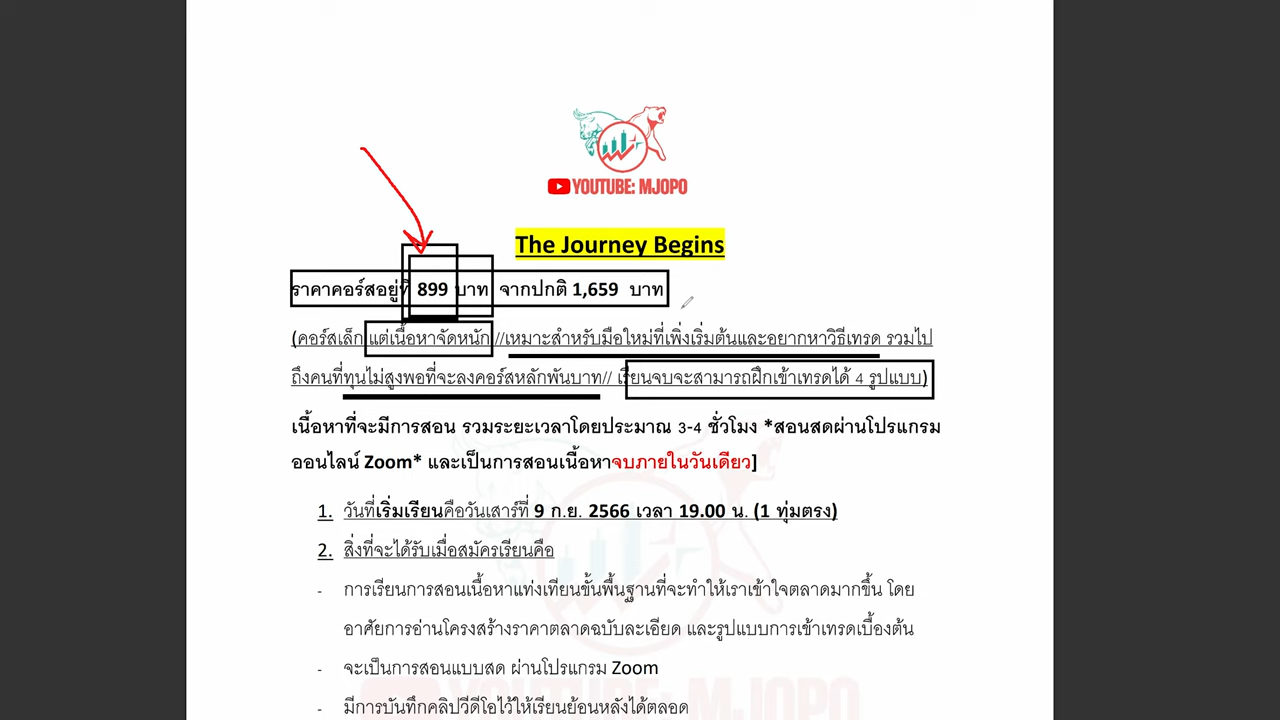 YOUTUBE: MJOPO
The Journey Begins
ราคาคอร์สอยู่ที่ 899 บาท จากปกติ 1,659 บาท
(คอร์สเล็ก แต่เนื้อหาจัดหนัก //เหมาะสำหรับมือใหม่ที่เพิ่งเริ่มต้นและอยากหาวิธีเทรด รวมไป
ถึงคนที่ทุนไม่สูงพอที่จะลงคอร์สหลักพันบาท// เรียนจบจะสามารถฝึกเข้าเทรดได้ 4 รูปแบบ)
เนื้อหาที่จะมีการสอน รวมระยะเวลาโดยประมาณ 3-4 ชั่วโมง *สอนสดผ่านโปรแกรม
ออนไลน์ Zoom* และเป็นการสอนเนื้อหาจบภายในวันเดียว]
1. วันที่เริ่มเรียนคือวันเสาร์ที่ 9 ก.ย. 2566 เวลา 19.00 น. (1 ทุ่มตรง)
2. สิ่งที่จะได้รับเมื่อสมัครเรียนคือ
- การเรียนการสอนเนื้อหาแท่งเทียนขั้นพื้นฐานที่จะทำให้เราเข้าใจตลาดมากขึ้น โดย
อาศัยการอ่านโครงสร้างราคาตลาดฉบับละเอียด และรูปแบบการเข้าเทรดเบื้องต้น
- จะเป็นการสอนแบบสด ผ่านโปรแกรม Zoom
- มีการบันทึกคลิปวีดีโอไว้ให้เรียนย้อนหลังได้ตลอด
YOUTUBE: MJOPO